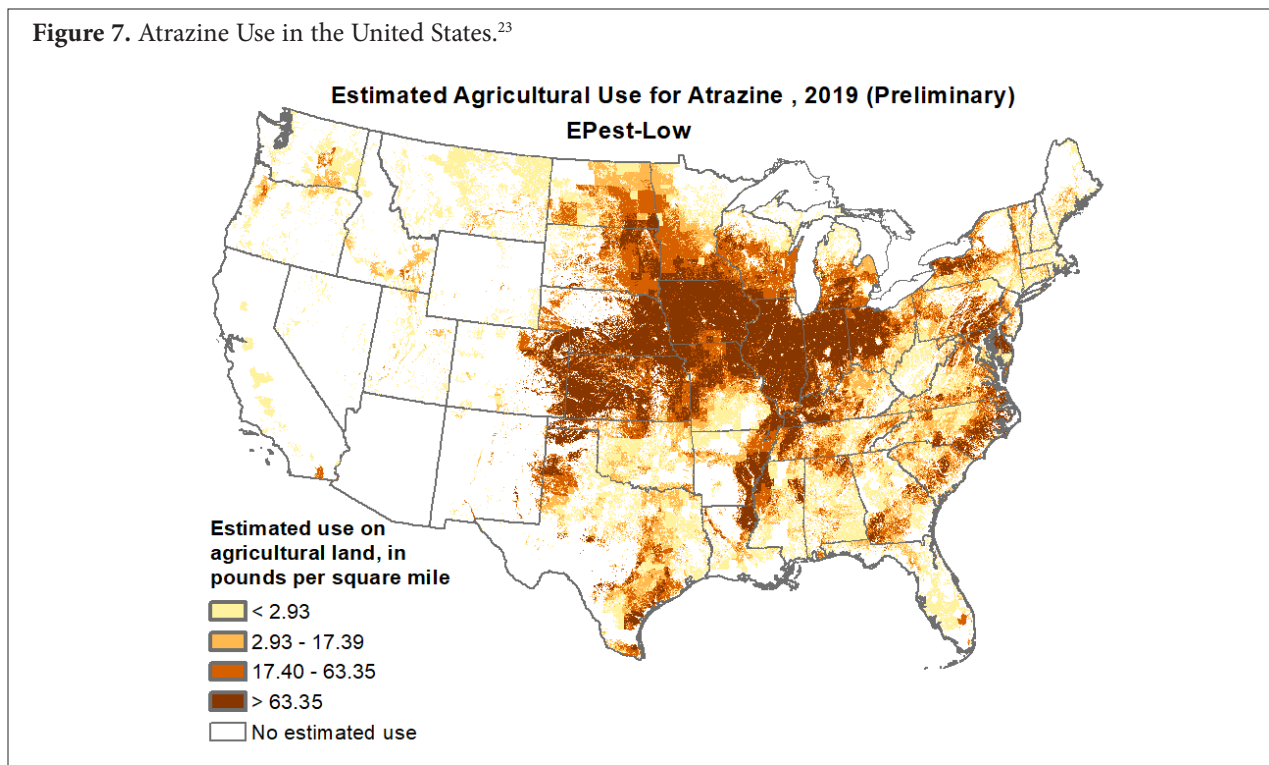 Figure 7. Atrazine Use in the United States.²³
Estimated Agricultural Use for Atrazine , 2019 (Preliminary)
EPest-Low
Estimated use on
agricultural land, in
pounds per square mile
< 2.93
2.93 - 17.39
17.40 - 63.35
> 63.35
No estimated use